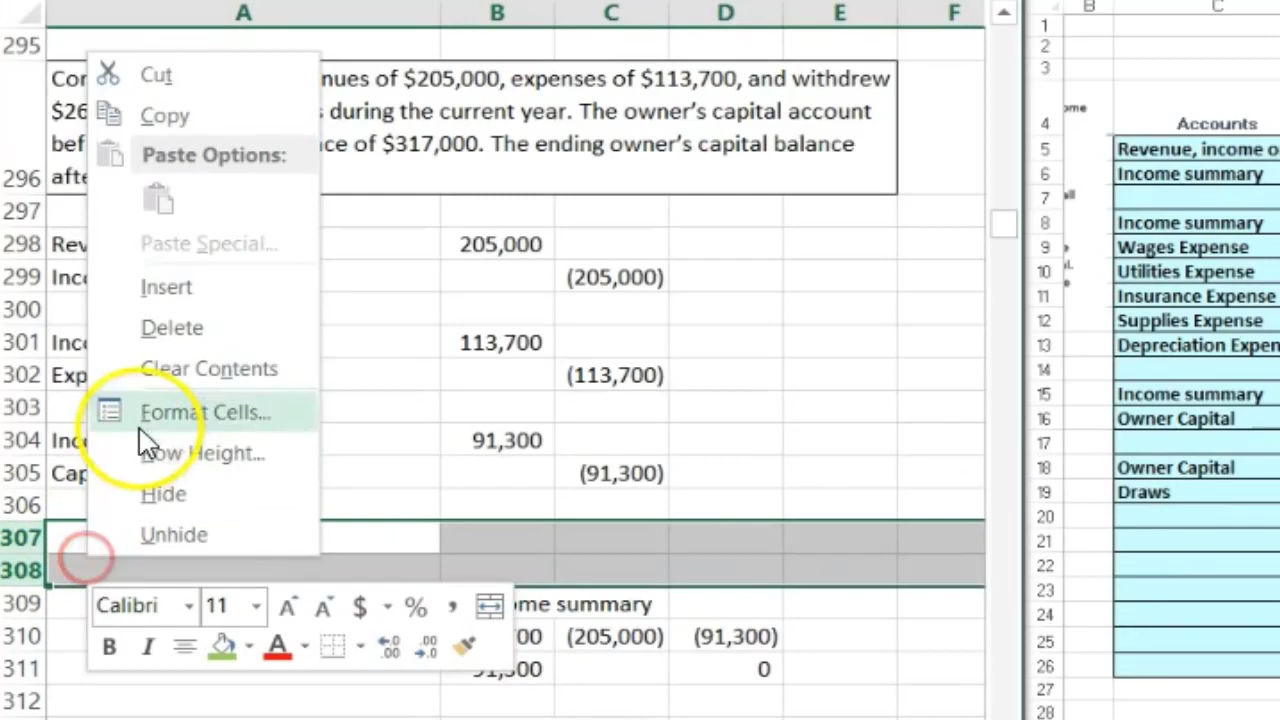 A B C D E F
295
296 Cor nues of $205,000, expenses of $113,700, and withdrew
$26 s during the current year. The owner's capital account
bef ce of $317,000. The ending owner's capital balance
afte
297
298 Rev 205,000
299 Inc (205,000)
300
301 Inc 113,700
302 Exp (113,700)
303
304 Inc 91,300
305 Cap (91,300)
306
307
308
309 ome summary
310 00 (205,000) (91,300)
311 91,300 0
312
Cut
Copy
Paste Options:
Paste Special...
Insert
Delete
Clear Contents
Format Cells...
Row Height...
Hide
Unhide
Calibri 11 A A $ % ,
B I A .00 .00
B C
1
2
3
ome
4 Accounts
5 Revenue, income o
6 Income summary
7
8 Income summary
9 Wages Expense
10 Utilities Expense
11 Insurance Expense
12 Supplies Expense
13 Depreciation Expen
14
15 Income summary
16 Owner Capital
17
18 Owner Capital
19 Draws
20
21
22
23
24
25
26
27
28